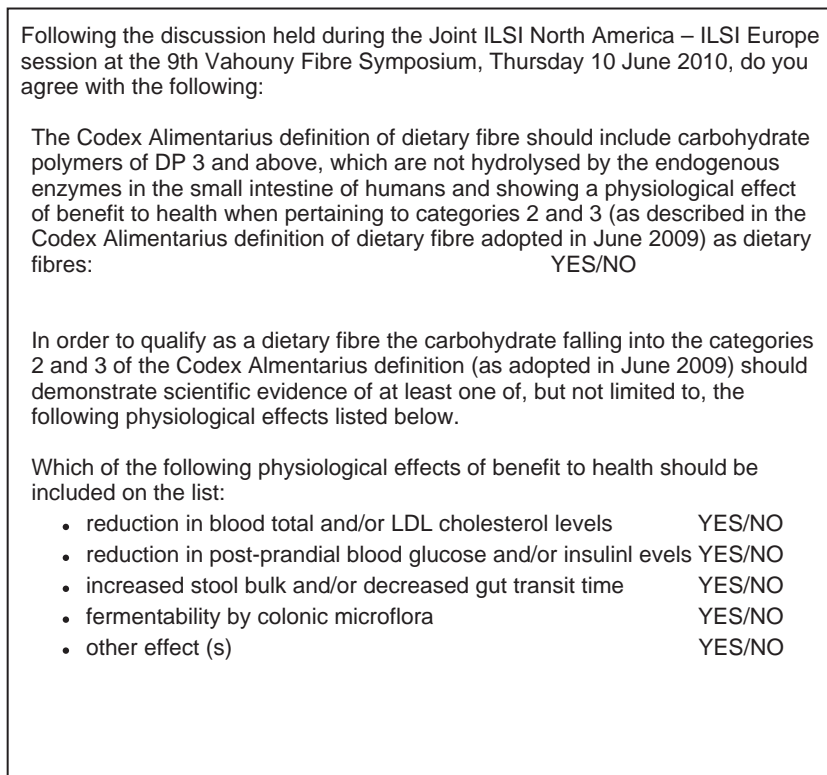 Following the discussion held during the Joint ILSI North America – ILSI Europe
session at the 9th Vahouny Fibre Symposium, Thursday 10 June 2010, do you
agree with the following:
The Codex Alimentarius definition of dietary fibre should include carbohydrate
polymers of DP 3 and above, which are not hydrolysed by the endogenous
enzymes in the small intestine of humans and showing a physiological effect
of benefit to health when pertaining to categories 2 and 3 (as described in the
Codex Alimentarius definition of dietary fibre adopted in June 2009) as dietary
fibres: YES/NO
In order to qualify as a dietary fibre the carbohydrate falling into the categories
2 and 3 of the Codex Almentarius definition (as adopted in June 2009) should
demonstrate scientific evidence of at least one of, but not limited to, the
following physiological effects listed below.
Which of the following physiological effects of benefit to health should be
included on the list:
• reduction in blood total and/or LDL cholesterol levels YES/NO
• reduction in post-prandial blood glucose and/or insulinl evels YES/NO
• increased stool bulk and/or decreased gut transit time YES/NO
• fermentability by colonic microflora YES/NO
• other effect (s) YES/NO